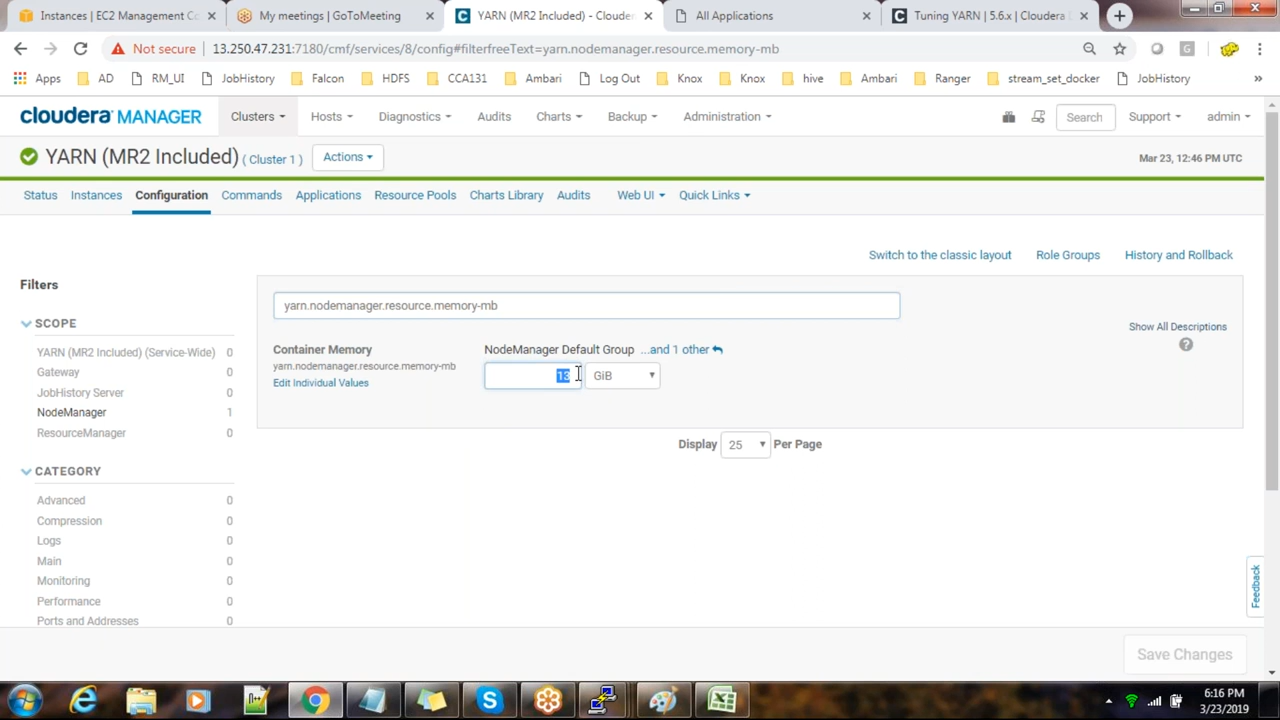 Instances | EC2 Management Co
My meetings | GoToMeeting
YARN (MR2 Included) - Clouder
All Applications
Tuning YARN | 5.6.x | Cloudera
Not secure
13.250.47.231:7180/cmf/services/8/config#filterfreeText=yarn.nodemanager.resource.memory-mb
Apps AD RM_UI JobHistory Falcon HDFS CCA131 Ambari Log Out Knox Knox hive Ambari Ranger stream_set_docker JobHistory »
cloudera MANAGER Clusters Hosts Diagnostics Audits Charts Backup Administration Search Support admin
YARN (MR2 Included) ( Cluster 1 ) Actions
Mar 23, 12:46 PM UTC
Status Instances Configuration Commands Applications Resource Pools Charts Library Audits Web UI Quick Links
Switch to the classic layout Role Groups History and Rollback
Filters
SCOPE
YARN (MR2 Included) (Service-Wide) 0
Gateway 0
JobHistory Server 0
NodeManager 1
ResourceManager 0
CATEGORY
Advanced 0
Compression 0
Logs 0
Main 0
Monitoring 0
Performance 0
Ports and Addresses 0
yarn.nodemanager.resource.memory-mb
Show All Descriptions
?
Container Memory
yarn.nodemanager.resource.memory-mb
Edit Individual Values
NodeManager Default Group ...and 1 other
13 GiB
Display 25 Per Page
Feedback
Save Changes
6:16 PM
3/23/2019